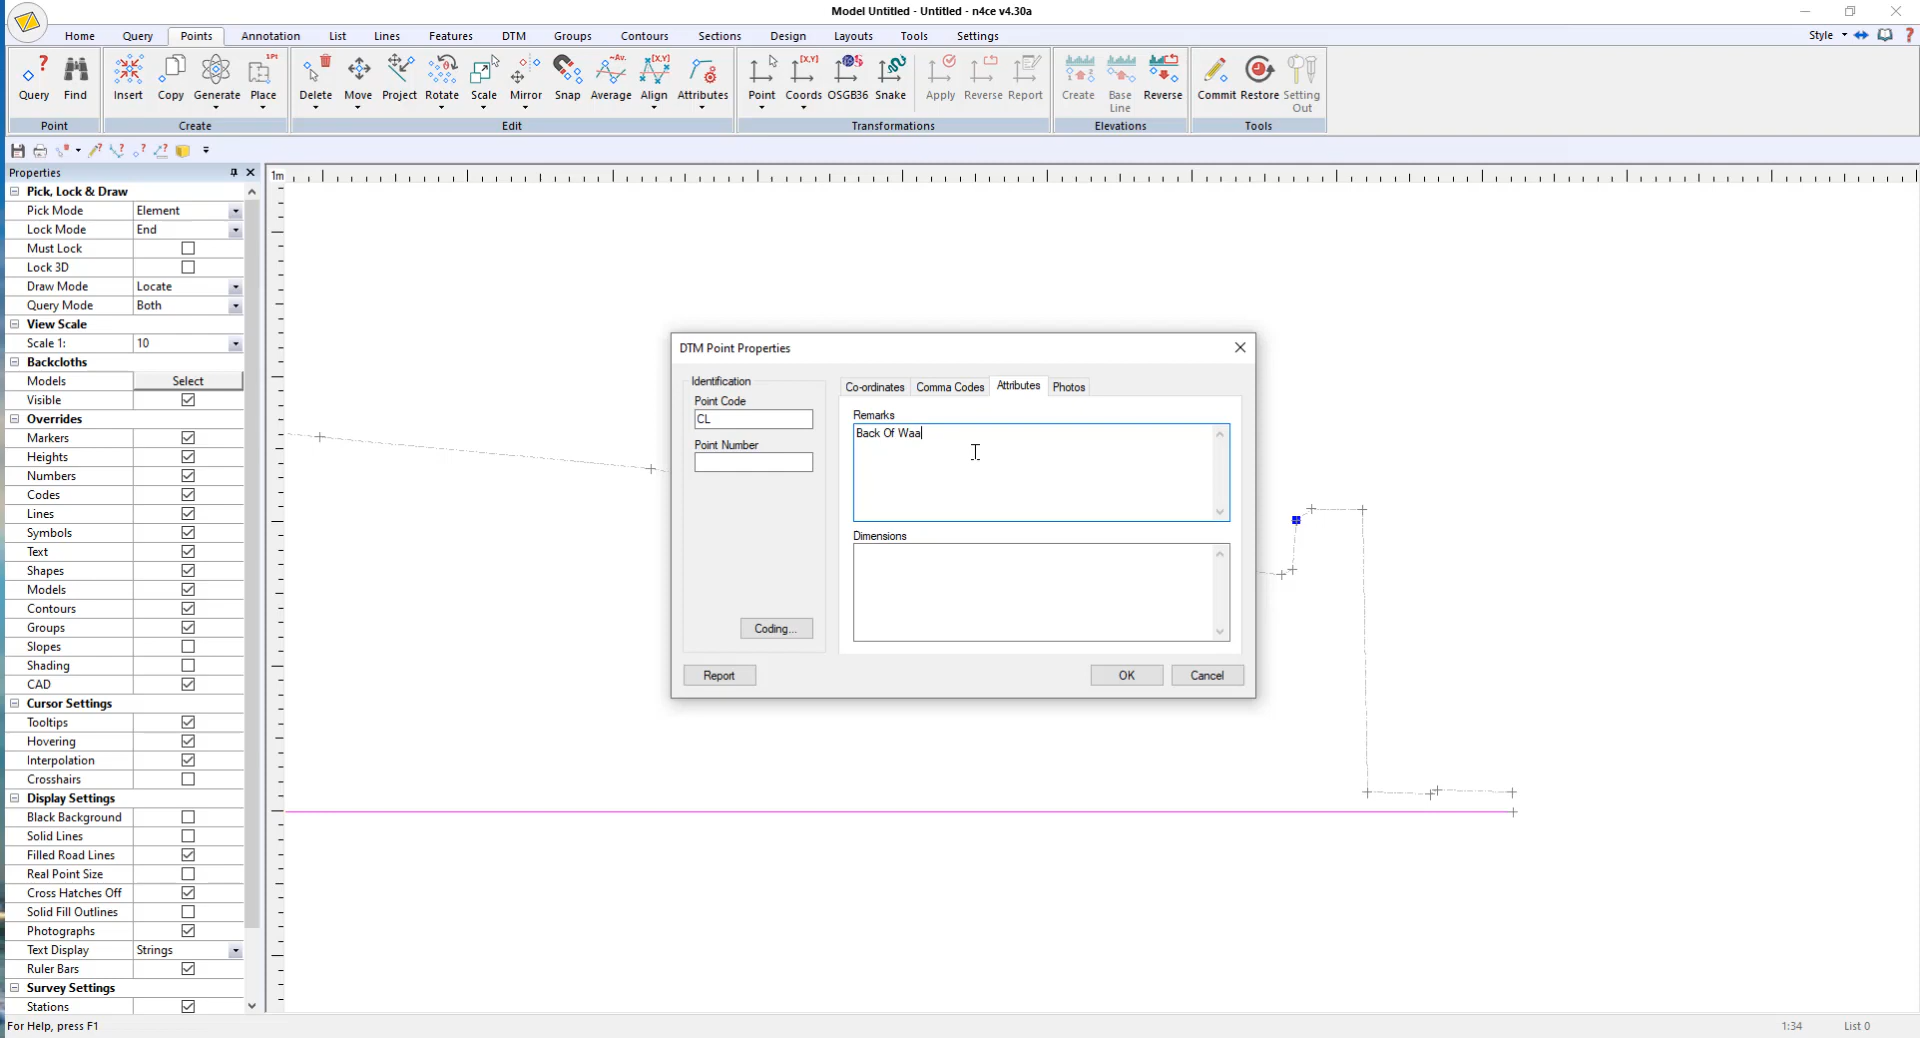 Model Untitled - Untitled - n4ce v4.30a
Home Query Points Annotation List Lines Features DTM Groups Contours Sections Design Layouts Tools Settings Style
Query Find Insert Copy Generate Place Delete Move Project Rotate Scale Mirror Snap Average Align Attributes Point Coords OSGB36 Snake Apply Reverse Report Create Base Line Reverse Commit Restore Setting Out
Point Create Edit Transformations Elevations Tools
Properties
1m
Pick, Lock & Draw
Pick Mode Element
Lock Mode End
Must Lock
Lock 3D
Draw Mode Locate
Query Mode Both
View Scale
Scale 1: 10
Backcloths
Models Select
Visible
Overrides
Markers
Heights
Numbers
Codes
Lines
Symbols
Text
Shapes
Models
Contours
Groups
Slopes
Shading
CAD
Cursor Settings
Tooltips
Hovering
Interpolation
Crosshairs
Display Settings
Black Background
Solid Lines
Filled Road Lines
Real Point Size
Cross Hatches Off
Solid Fill Outlines
Photographs
Text Display Strings
Ruler Bars
Survey Settings
Stations
DTM Point Properties
Identification
Point Code
CL
Point Number
Coding...
Co-ordinates Comma Codes Attributes Photos
Remarks
Back Of Waa
Dimensions
Report OK Cancel
For Help, press F1 1:34 List 0